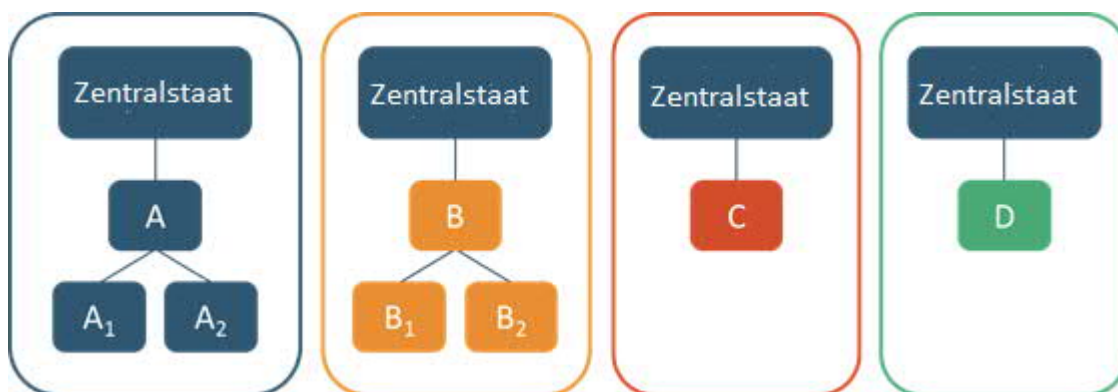 Zentralstaat
A
A₁ A₂
Zentralstaat
B
B₁ B₂
Zentralstaat
C
Zentralstaat
D